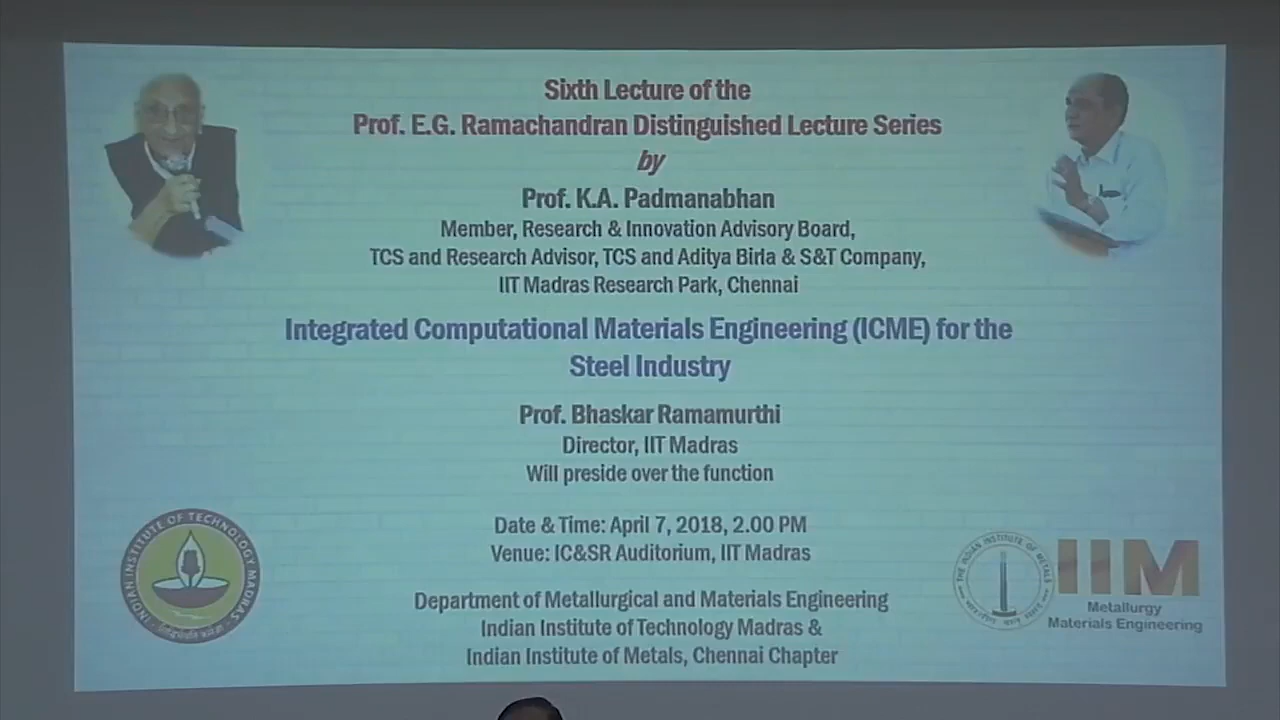 Sixth Lecture of the
Prof. E.G. Ramachandran Distinguished Lecture Series
by
Prof. K.A. Padmanabhan
Member, Research & Innovation Advisory Board,
TCS and Research Advisor, TCS and Aditya Birla & S&T Company,
IIT Madras Research Park, Chennai
Integrated Computational Materials Engineering (ICME) for the
Steel Industry
Prof. Bhaskar Ramamurthi
Director, IIT Madras
Will preside over the function
Date & Time: April 7, 2018, 2.00 PM
Venue: IC&SR Auditorium, IIT Madras
Department of Metallurgical and Materials Engineering
Indian Institute of Technology Madras &
Indian Institute of Metals, Chennai Chapter
INDIAN INSTITUTE OF TECHNOLOGY MADRAS
THE INDIAN INSTITUTE OF METALS
IIM
Metallurgy
Materials Engineering